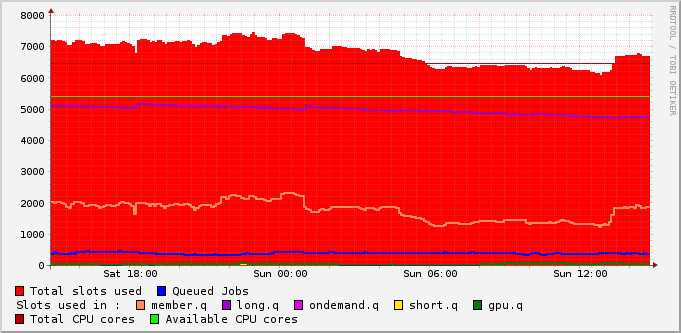 8000
7000
6000
5000
4000
3000
2000
1000
0
Sat 18:00 Sun 00:00 Sun 06:00 Sun 12:00
Total slots used Queued Jobs
Slots used in : member.q long.q ondemand.q short.q gpu.q
Total CPU cores Available CPU cores
RRDTOOL / TOBI OETIKER